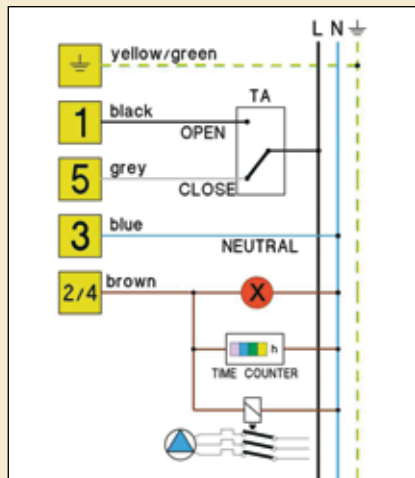 L N
yellow/green
TA
1 black
OPEN
5 grey
CLOSE
3 blue
NEUTRAL
2/4 brown
X
h
TIME COUNTER